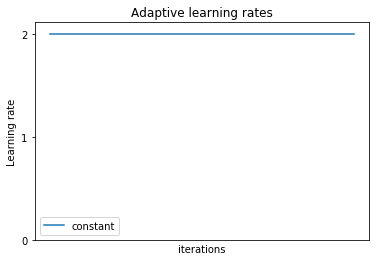 Adaptive learning rates
2
1
0
Learning rate
constant
iterations